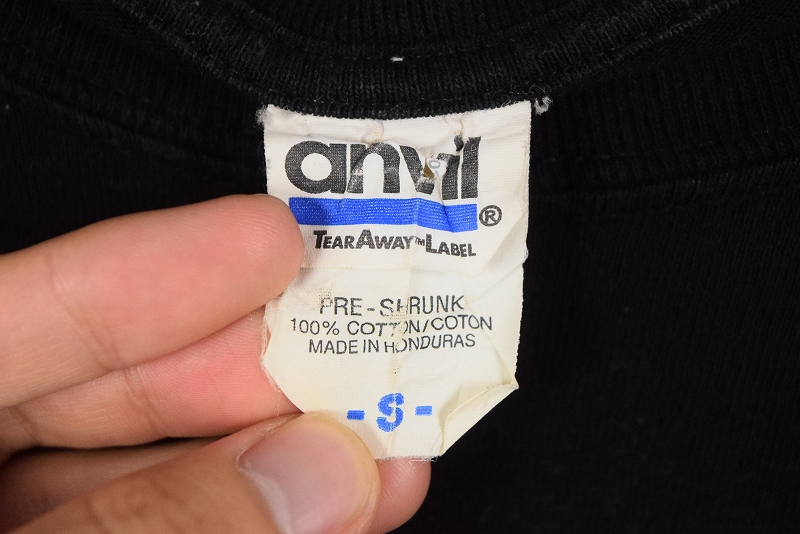 anvil
®
TEARAWAY™LABEL
PRE-SHRUNK
100% COTTON/COTON
MADE IN HONDURAS
-S-